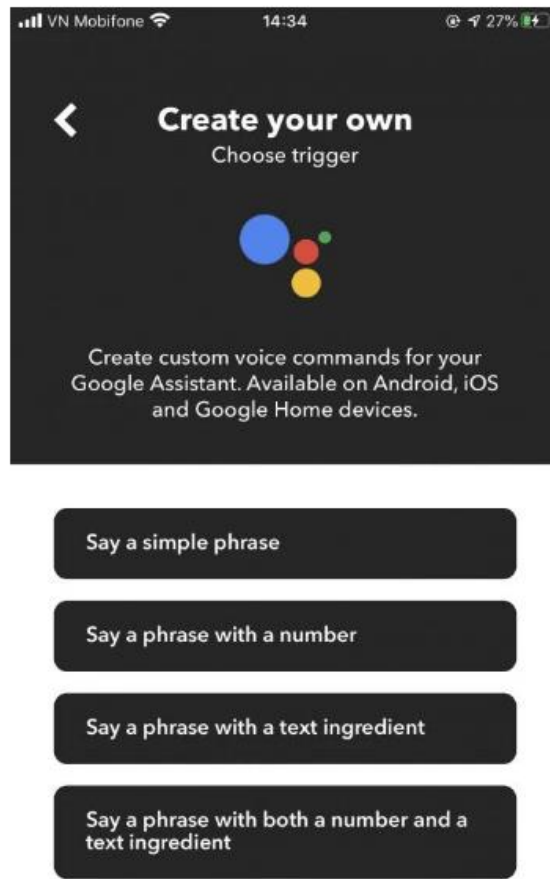 VN Mobifone 14:34 27%
Create your own
Choose trigger
Create custom voice commands for your
Google Assistant. Available on Android, iOS
and Google Home devices.
Say a simple phrase
Say a phrase with a number
Say a phrase with a text ingredient
Say a phrase with both a number and a
text ingredient